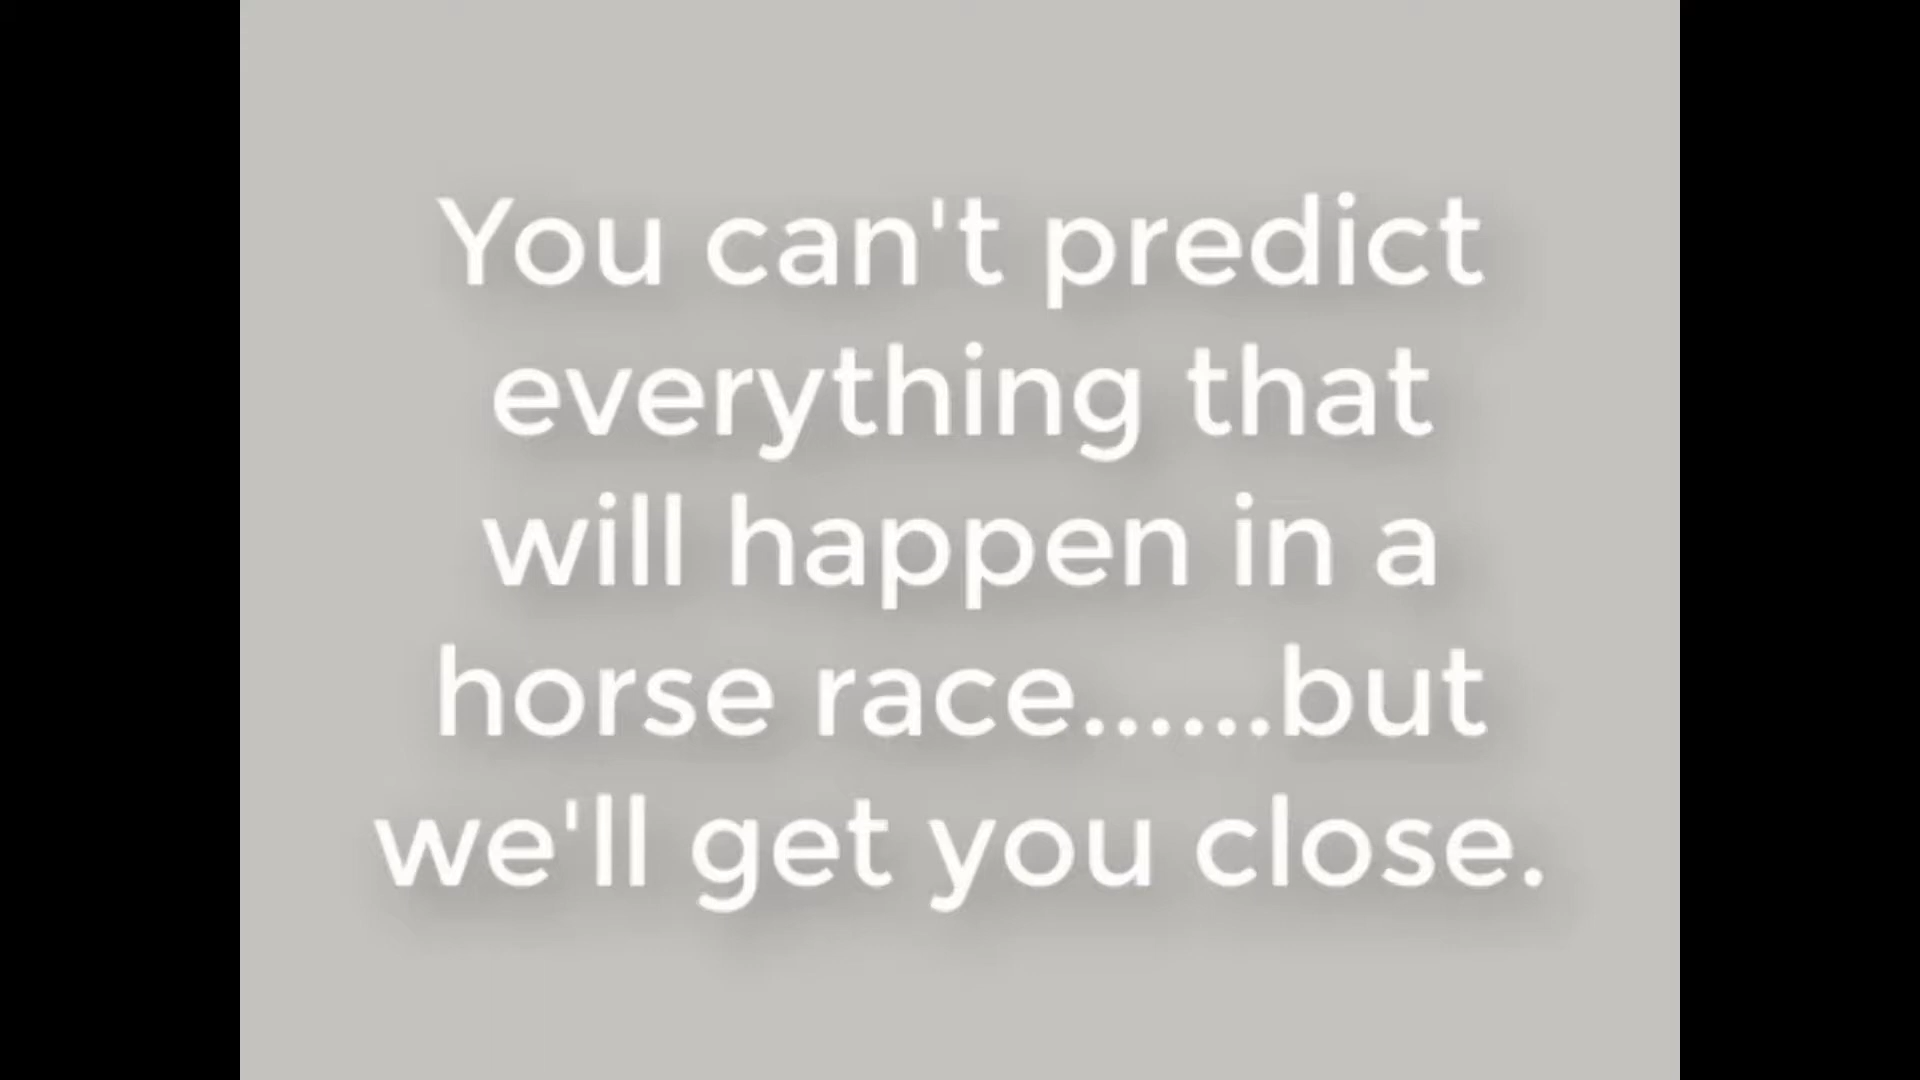 You can't predict
everything that
will happen in a
horse race......but
we'll get you close.